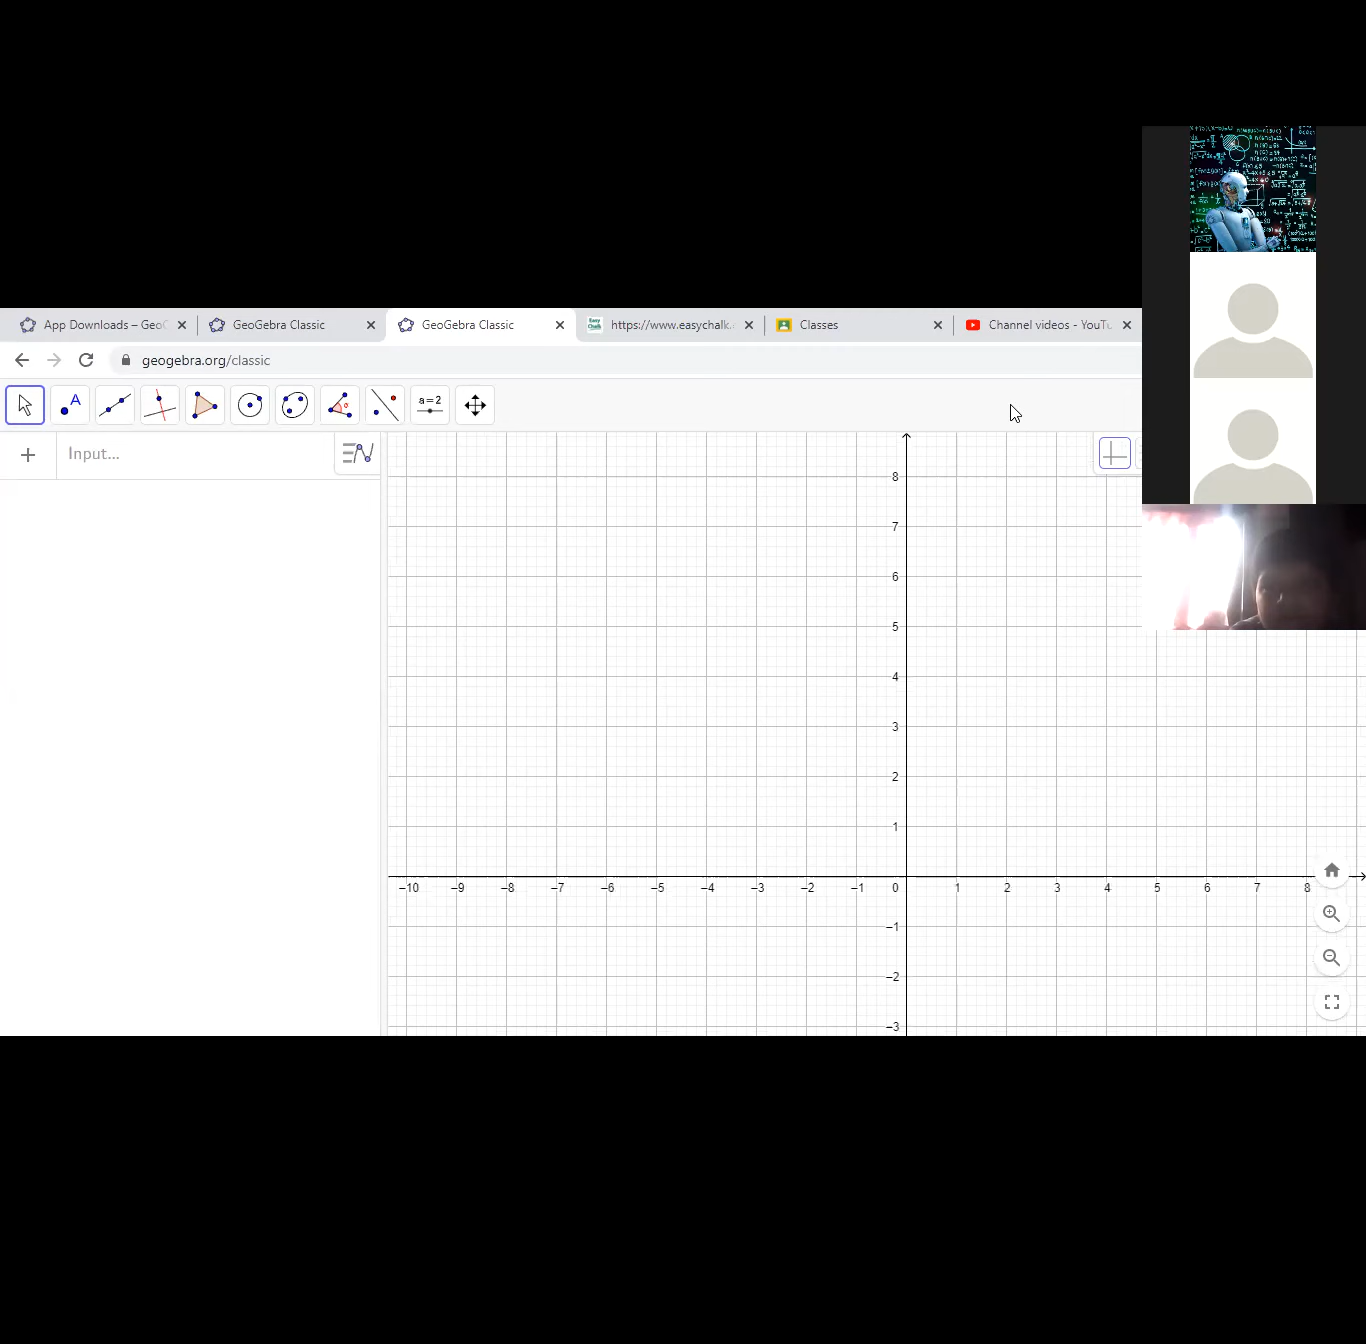 App Downloads – Geo
GeoGebra Classic
GeoGebra Classic
Easy Chalk
https://www.easychalk.
Classes
Channel videos - YouTu
geogebra.org/classic
A
a=2
Input...
8
7
6
5
4
3
2
1
–10 –9 –8 –7 –6 –5 –4 –3 –2 –1 0 1 2 3 4 5 6 7 8
–1
–2
–3